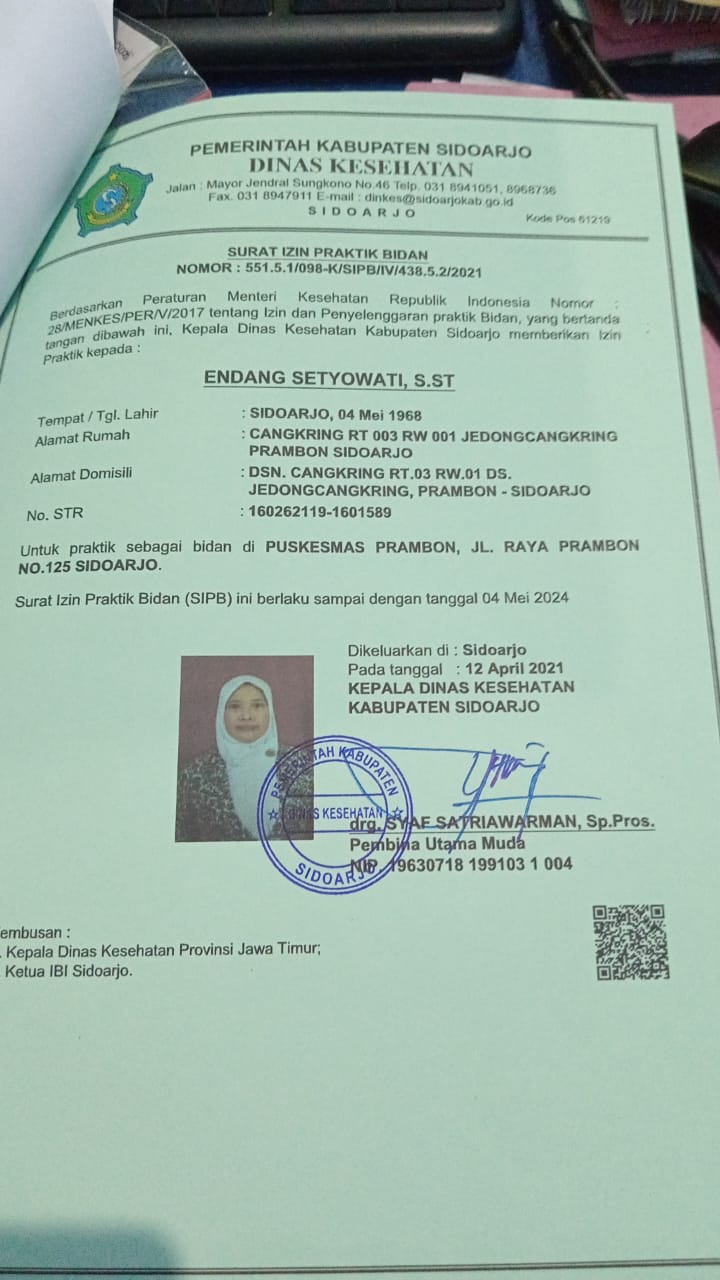 PEMERINTAH KABUPATEN SIDOARJO
DINAS KESEHATAN
Jalan : Mayor Jendral Sungkono No.46 Telp. 031 8941051, 8968736
Fax. 031 8947911 E-mail : dinkes@sidoarjokab.go.id
S I D O A R J O
Kode Pos 61219
SURAT IZIN PRAKTIK BIDAN
NOMOR : 551.5.1/098-K/SIPB/IV/438.5.2/2021
Berdasarkan Peraturan Menteri Kesehatan Republik Indonesia Nomor :
28/MENKES/PER/V/2017 tentang Izin dan Penyelenggaran praktik Bidan, yang bertanda
tangan dibawah ini, Kepala Dinas Kesehatan Kabupaten Sidoarjo memberikan Izin
Praktik kepada :
ENDANG SETYOWATI, S.ST
Tempat / Tgl. Lahir : SIDOARJO, 04 Mei 1968
Alamat Rumah : CANGKRING RT 003 RW 001 JEDONGCANGKRING
PRAMBON SIDOARJO
Alamat Domisili : DSN. CANGKRING RT.03 RW.01 DS.
JEDONGCANGKRING, PRAMBON - SIDOARJO
No. STR : 160262119-1601589
Untuk praktik sebagai bidan di PUSKESMAS PRAMBON, JL. RAYA PRAMBON
NO.125 SIDOARJO.
Surat Izin Praktik Bidan (SIPB) ini berlaku sampai dengan tanggal 04 Mei 2024
Dikeluarkan di : Sidoarjo
Pada tanggal : 12 April 2021
KEPALA DINAS KESEHATAN
KABUPATEN SIDOARJO
PEMERINTAH KABUPATEN
DINAS KESEHATAN
SIDOARJO
drg. SYAF SATRIAWARMAN, Sp.Pros.
Pembina Utama Muda
NIP. 19630718 199103 1 004
embusan :
. Kepala Dinas Kesehatan Provinsi Jawa Timur;
Ketua IBI Sidoarjo.